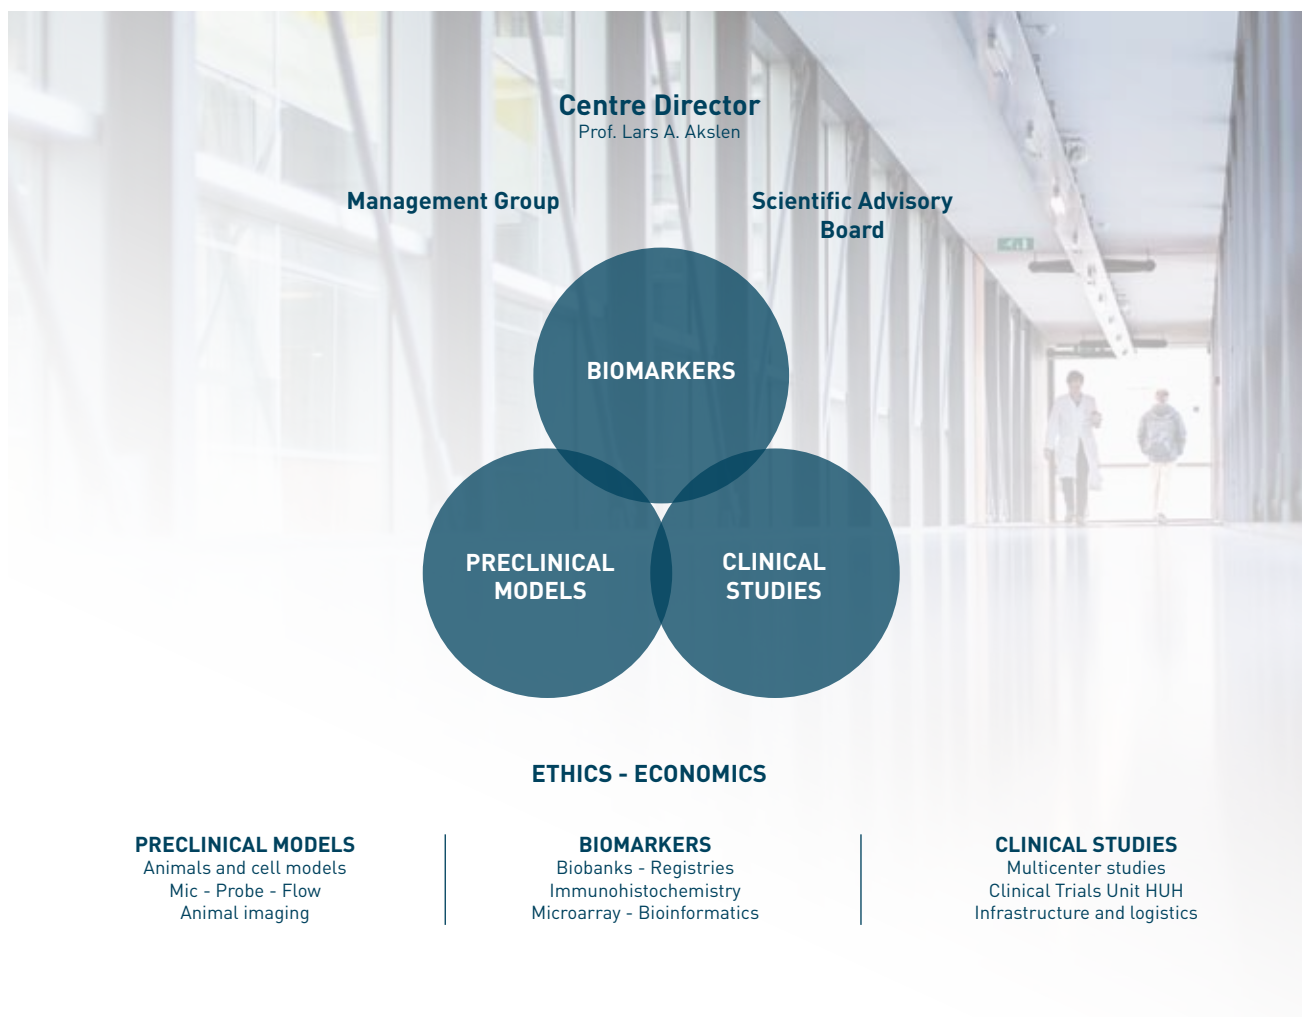 Centre Director
Prof. Lars A. Akslen
Management Group
Scientific Advisory
Board
BIOMARKERS
PRECLINICAL
MODELS
CLINICAL
STUDIES
ETHICS - ECONOMICS
PRECLINICAL MODELS
Animals and cell models
Mic - Probe - Flow
Animal imaging
BIOMARKERS
Biobanks - Registries
Immunohistochemistry
Microarray - Bioinformatics
CLINICAL STUDIES
Multicenter studies
Clinical Trials Unit HUH
Infrastructure and logistics